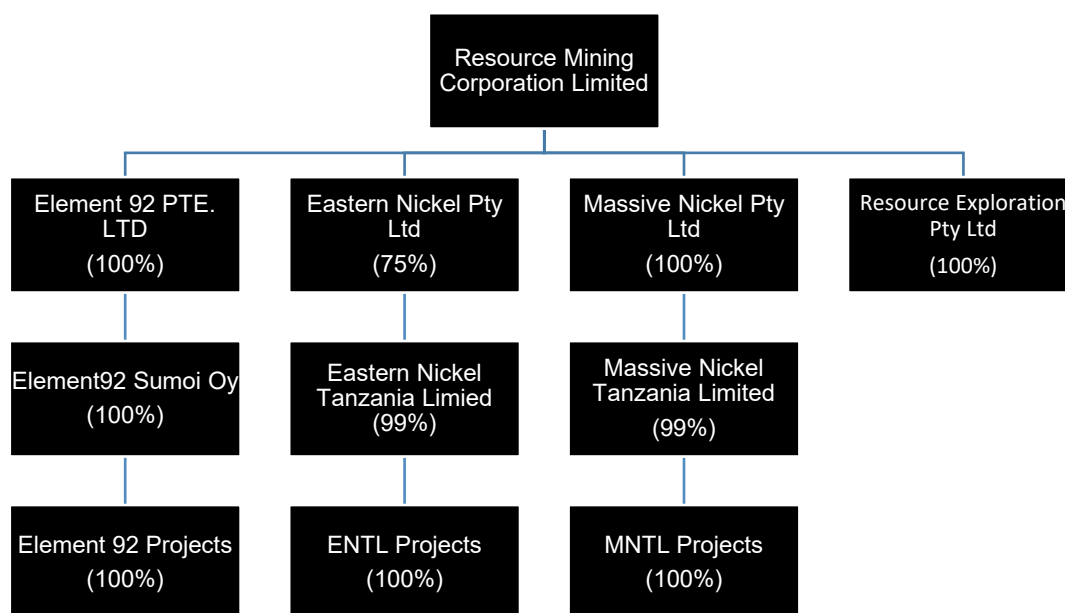 Resource Mining
Corporation Limited
Element 92 PTE.
LTD
(100%)
Eastern Nickel Pty
Ltd
(75%)
Massive Nickel Pty
Ltd
(100%)
Resource Exploration
Pty Ltd
(100%)
Element92 Sumoi Oy
(100%)
Eastern Nickel
Tanzania Limied
(99%)
Massive Nickel
Tanzania Limited
(99%)
Element 92 Projects
(100%)
ENTL Projects
(100%)
MNTL Projects
(100%)